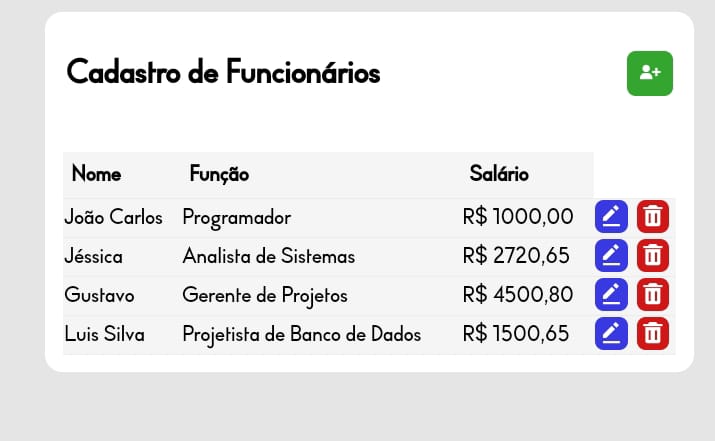 Cadastro de Funcionários
Nome Função Salário
João Carlos Programador R$ 1000,00
Jéssica Analista de Sistemas R$ 2720,65
Gustavo Gerente de Projetos R$ 4500,80
Luis Silva Projetista de Banco de Dados R$ 1500,65